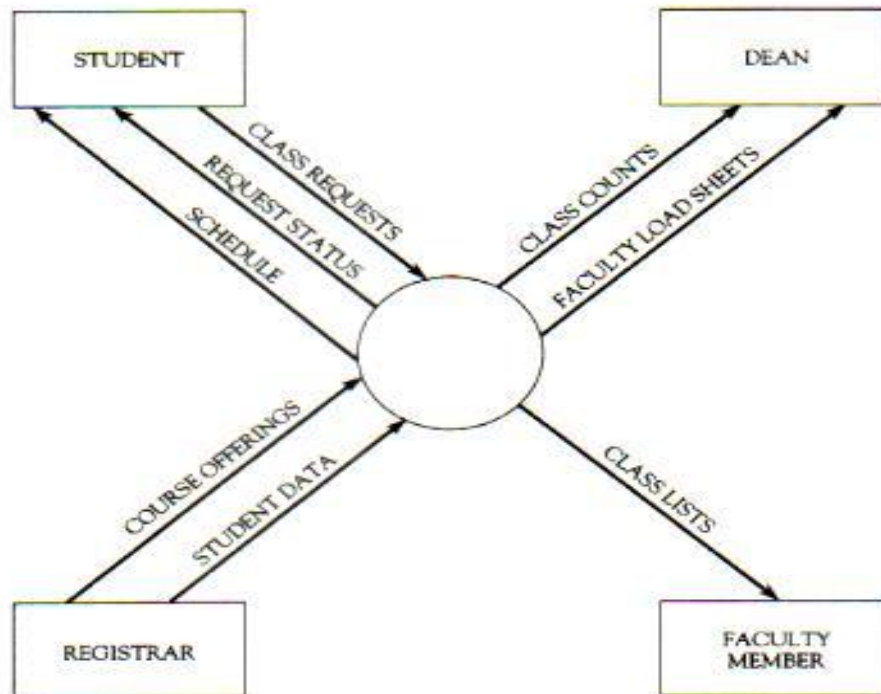 STUDENT
DEAN
CLASS REQUESTS
REQUEST STATUS
SCHEDULE
CLASS COUNTS
FACULTY LOAD SHEETS
COURSE OFFERINGS
STUDENT DATA
CLASS LISTS
REGISTRAR
FACULTY
MEMBER